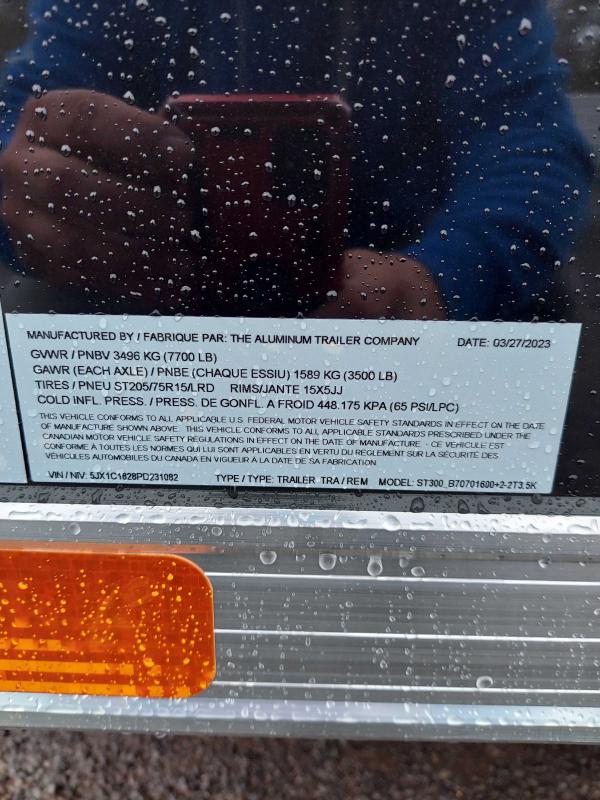 MANUFACTURED BY / FABRIQUE PAR: THE ALUMINUM TRAILER COMPANY DATE: 03/27/2023
GVWR / PNBV 3496 KG (7700 LB)
GAWR (EACH AXLE) / PNBE (CHAQUE ESSIU) 1589 KG (3500 LB)
TIRES / PNEU ST205/75R15/LRD RIMS/JANTE 15X5JJ
COLD INFL. PRESS. / PRESS. DE GONFL. A FROID 448.175 KPA (65 PSI/LPC)
THIS VEHICLE CONFORMS TO ALL APPLICABLE U.S. FEDERAL MOTOR VEHICLE SAFETY STANDARDS IN EFFECT ON THE DATE
OF MANUFACTURE SHOWN ABOVE. THIS VEHICLE CONFORMS TO ALL APPLICABLE STANDARDS PRESCRIBED UNDER THE
CANADIAN MOTOR VEHICLE SAFETY REGULATIONS IN EFFECT ON THE DATE OF MANUFACTURE - CE VEHICULE EST
CONFORME A TOUTES LES NORMES QUI LUI SONT APPLICABLES EN VERTU DU REGLEMENT SUR LA SÉCURITÉ DES
VÉHICULES AUTOMOBILES DU CANADA EN VIGUEUR À LA DATE DE SA FABRICATION
VIN / NIV: 5JX1C1628PD231082 TYPE / TYPE: TRAILER TRA / REM MODEL: ST300_B70701600+2-2T3.5K